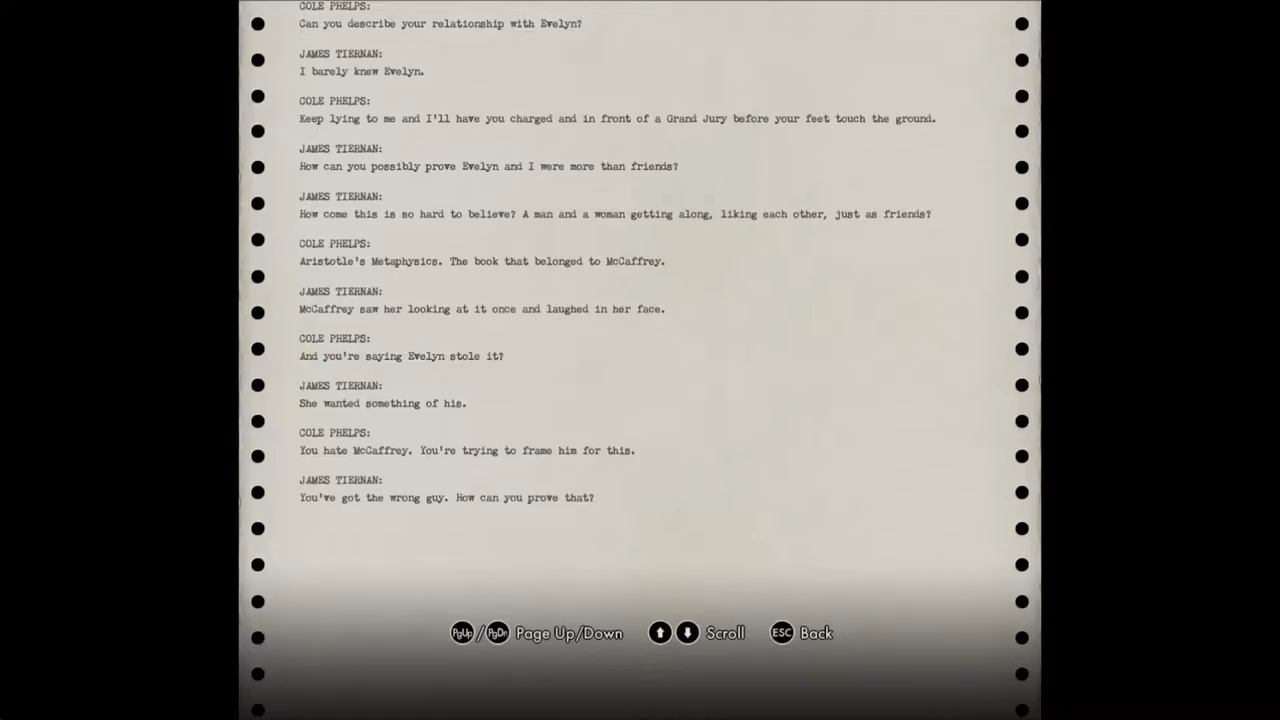 COLE PHELPS:
Can you describe your relationship with Evelyn?
JAMES TIERNAN:
I barely knew Evelyn.
COLE PHELPS:
Keep lying to me and I'll have you charged and in front of a Grand Jury before your feet touch the ground.
JAMES TIERNAN:
How can you possibly prove Evelyn and I were more than friends?
JAMES TIERNAN:
How come this is so hard to believe? A man and a woman getting along, liking each other, just as friends?
COLE PHELPS:
Aristotle's Metaphysics. The book that belonged to McCaffrey.
JAMES TIERNAN:
McCaffrey saw her looking at it once and laughed in her face.
COLE PHELPS:
And you're saying Evelyn stole it?
JAMES TIERNAN:
She wanted something of his.
COLE PHELPS:
You hate McCaffrey. You're trying to frame him for this.
JAMES TIERNAN:
You've got the wrong guy. How can you prove that?
PgUp/PgDn Page Up/Down Scroll ESC Back